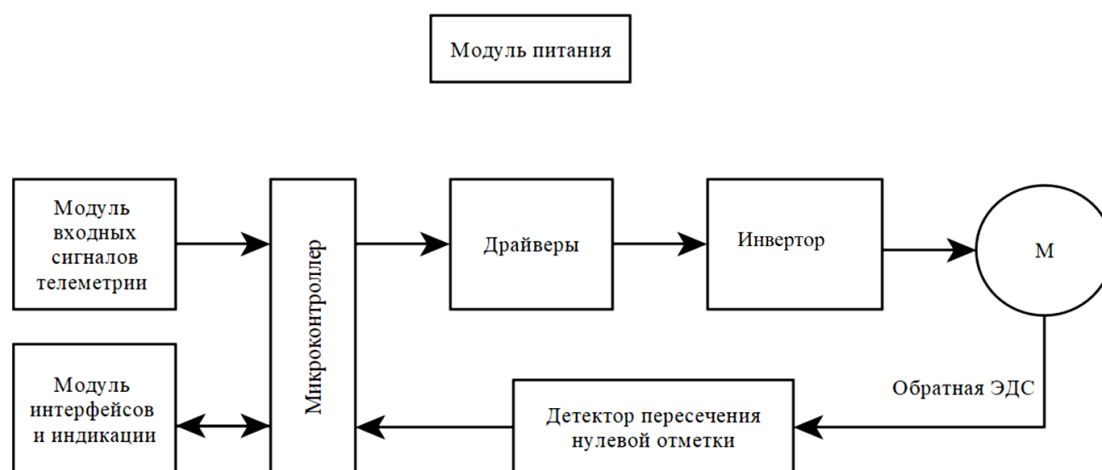 Модуль питания
Модуль
входных
сигналов
телеметрии
Микроконтроллер
Драйверы
Инвертор
М
Модуль
интерфейсов
и индикации
Детектор пересечения
нулевой отметки
Обратная ЭДС